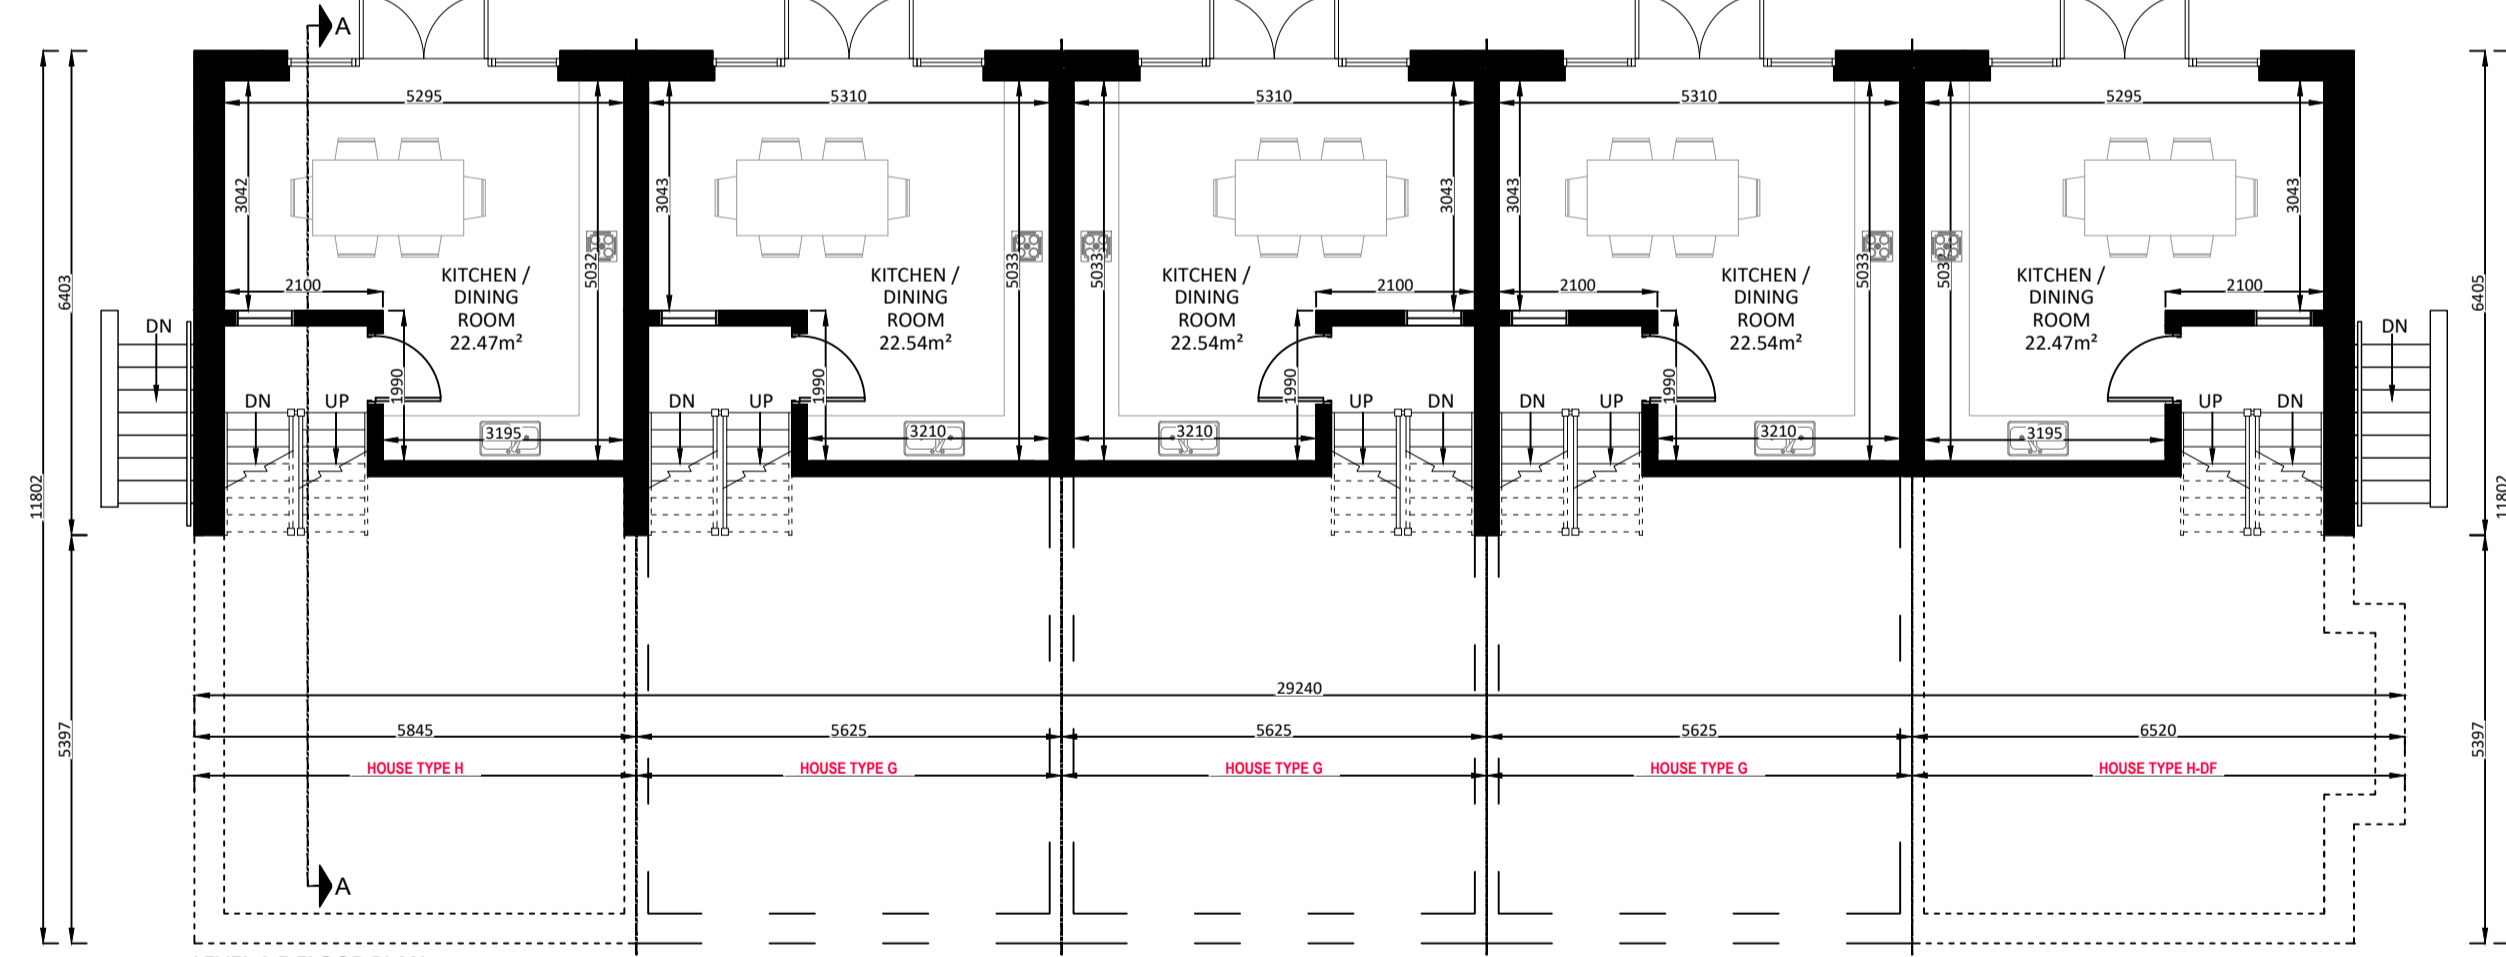 A
5295
5310
5310
5310
5295
3042
3043
3043
3043
3043
5032
5033
5033
5033
KITCHEN /
DINING
ROOM
22.47m²
KITCHEN /
DINING
ROOM
22.54m²
KITCHEN /
DINING
ROOM
22.54m²
KITCHEN /
DINING
ROOM
22.54m²
KITCHEN /
DINING
ROOM
22.47m²
2100
2100
2100
2100
6403
6405
DN
DN
1990
1990
1990
1990
DN UP
DN UP
UP DN
DN UP
UP DN
3195
3210
3210
3210
3195
11802
11802
29240
5397
5845
5625
5625
5625
6520
5397
HOUSE TYPE H
HOUSE TYPE G
HOUSE TYPE G
HOUSE TYPE G
HOUSE TYPE H-DF
A